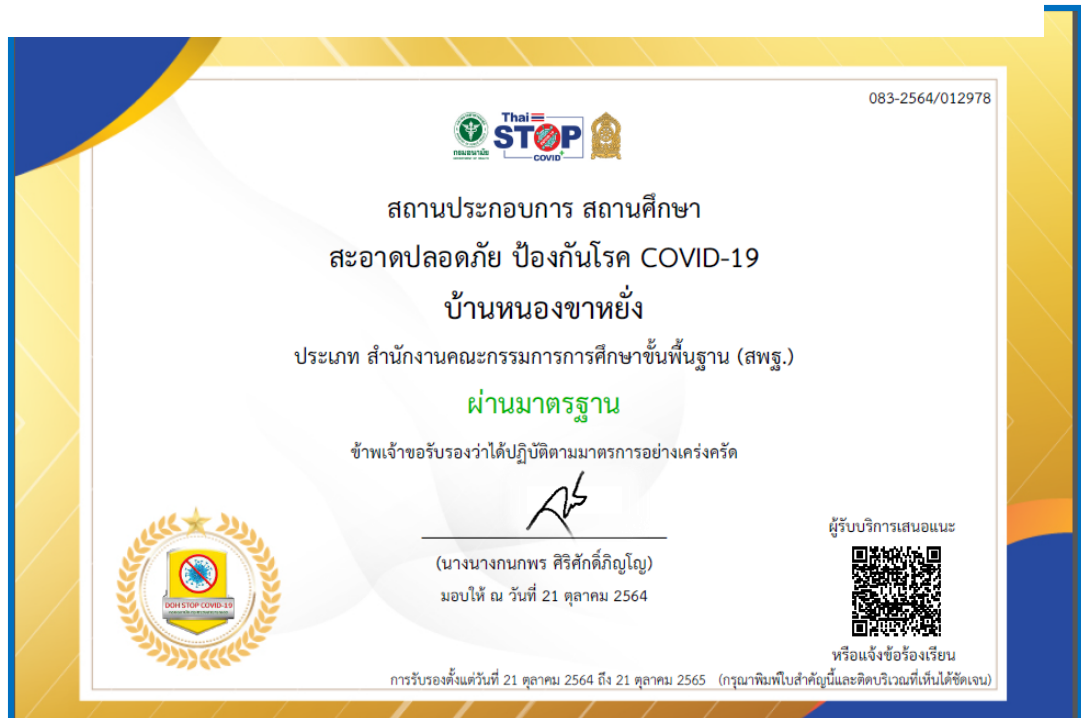 083-2564/012978
กรมอนามัย
Thai
STOP
COVID
สถานประกอบการ สถานศึกษา
สะอาดปลอดภัย ป้องกันโรค COVID-19
บ้านหนองขาหยั่ง
ประเภท สำนักงานคณะกรรมการการศึกษาขั้นพื้นฐาน (สพฐ.)
ผ่านมาตรฐาน
ข้าพเจ้าขอรับรองว่าได้ปฏิบัติตามมาตรการอย่างเคร่งครัด
(นางนางกนกพร ศิริศักดิ์ภิญโญ)
มอบให้ ณ วันที่ 21 ตุลาคม 2564
DOH STOP COVID-19
ผู้รับบริการเสนอแนะ
หรือแจ้งข้อร้องเรียน
การรับรองตั้งแต่วันที่ 21 ตุลาคม 2564 ถึง 21 ตุลาคม 2565 (กรุณาพิมพ์ใบสำคัญนี้และติดบริเวณที่เห็นได้ชัดเจน)